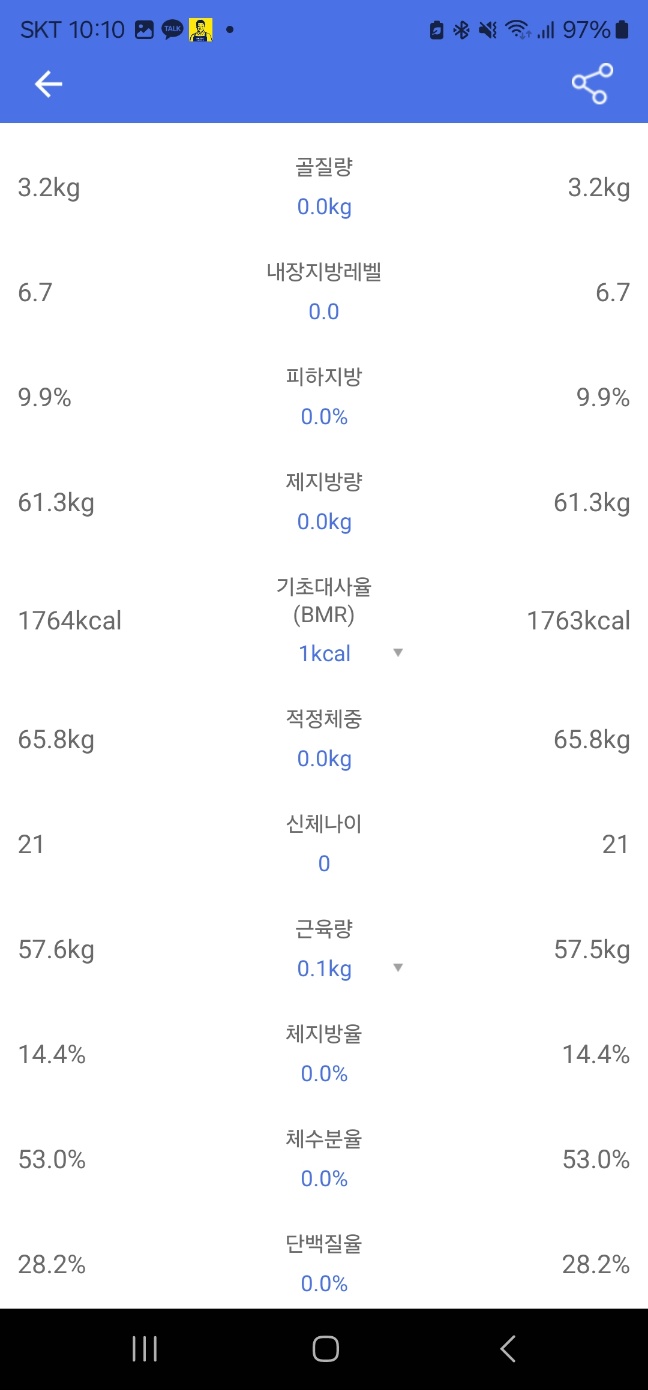 SKT 10:10 TALK 97%
골질량
3.2kg 3.2kg
0.0kg
내장지방레벨
6.7 6.7
0.0
피하지방
9.9% 9.9%
0.0%
제지방량
61.3kg 61.3kg
0.0kg
기초대사율
(BMR)
1764kcal 1763kcal
1kcal
적정체중
65.8kg 65.8kg
0.0kg
신체나이
21 21
0
근육량
57.6kg 57.5kg
0.1kg
체지방율
14.4% 14.4%
0.0%
체수분율
53.0% 53.0%
0.0%
단백질율
28.2% 28.2%
0.0%